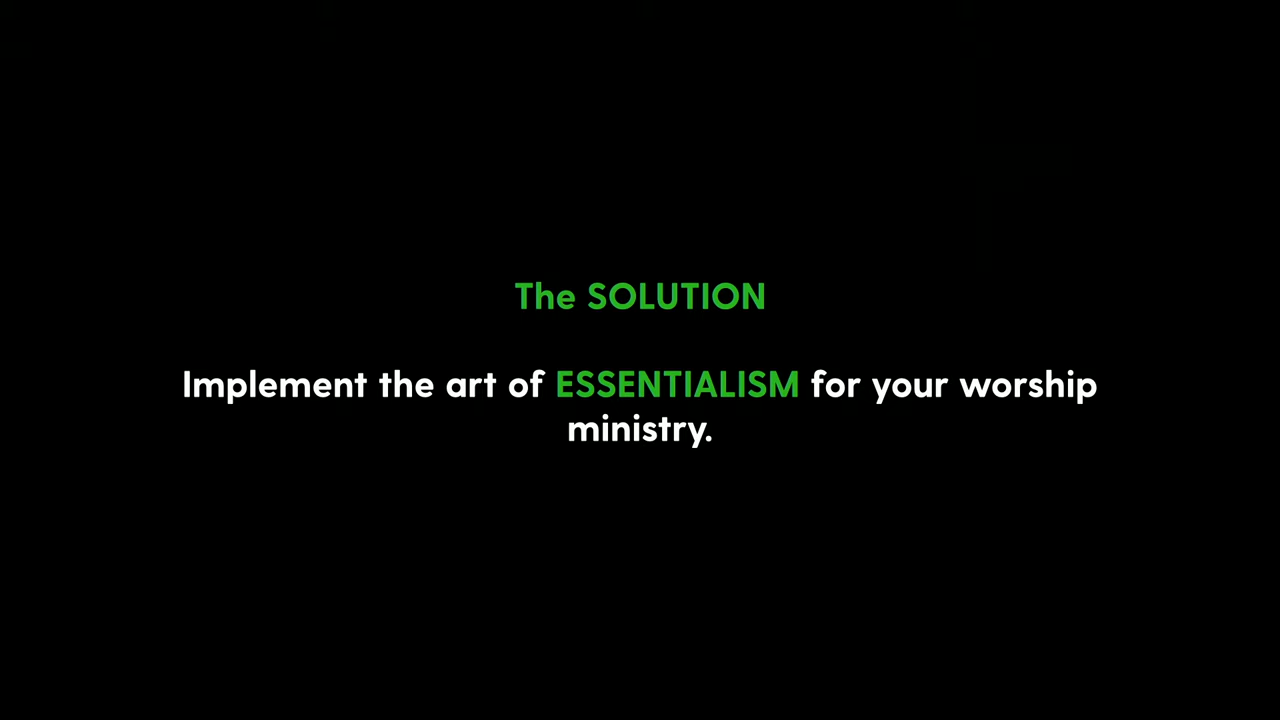 The SOLUTION
Implement the art of ESSENTIALISM for your worship
ministry.